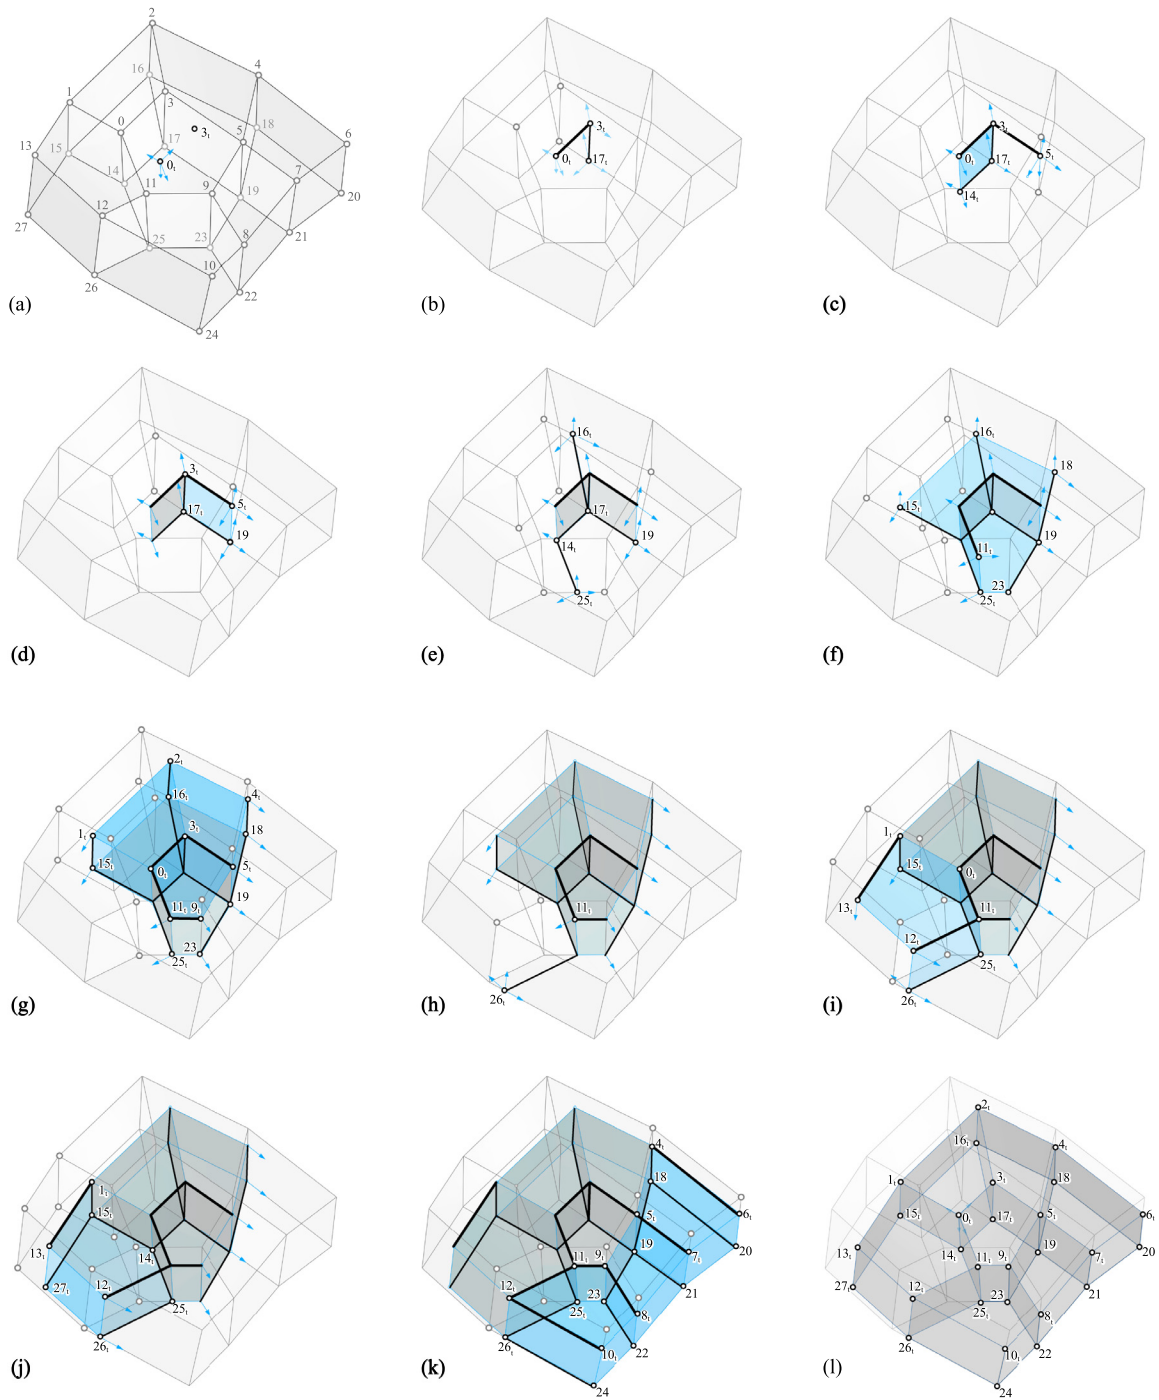 2
16
4
1
3
0
3t
5
18
6
13
15
17
0t
7
14
11
9
19
20
27
12
25
23
8
21
10
26
22
24
(a)
3t
0t
17t
(b)
3t
0t
17t
5t
14t
(c)
3t
17t
5t
19
(d)
16t
17t
14t
19
25t
(e)
16t
18
15t
11t
19
25t
23
(f)
2t
16t
4t
1t
3t
18
15t
0t
5t
19
11t
9t
25t
23
(g)
11t
26t
(h)
1t
15t
0t
13t
11t
12t
25t
26t
(i)
1t
15t
13t
14t
27t
12t
25t
26t
(j)
4t
18
5t
6t
11t
9t
19
7t
20
12t
25t
23
8t
21
26t
10t
22
24
(k)
2t
16t
4t
1t
3t
18
15t
0t
5t
6t
13t
14t
11t
9t
19
7t
20
27t
12t
25t
23
8t
21
26t
10t
22
24
(l)